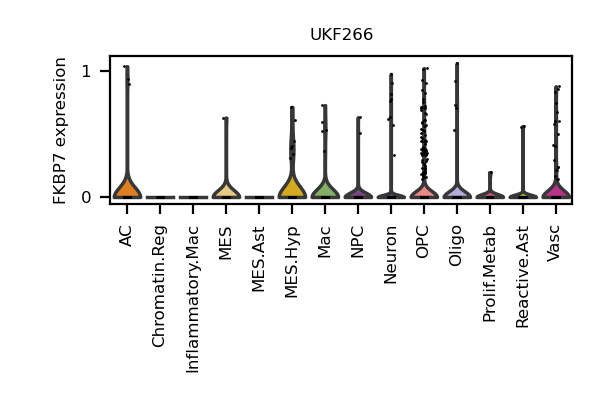 UKF266
FKBP7 expression
1
0
AC
Chromatin.Reg
Inflammatory.Mac
MES
MES.Ast
MES.Hyp
Mac
NPC
Neuron
OPC
Oligo
Prolif.Metab
Reactive.Ast
Vasc